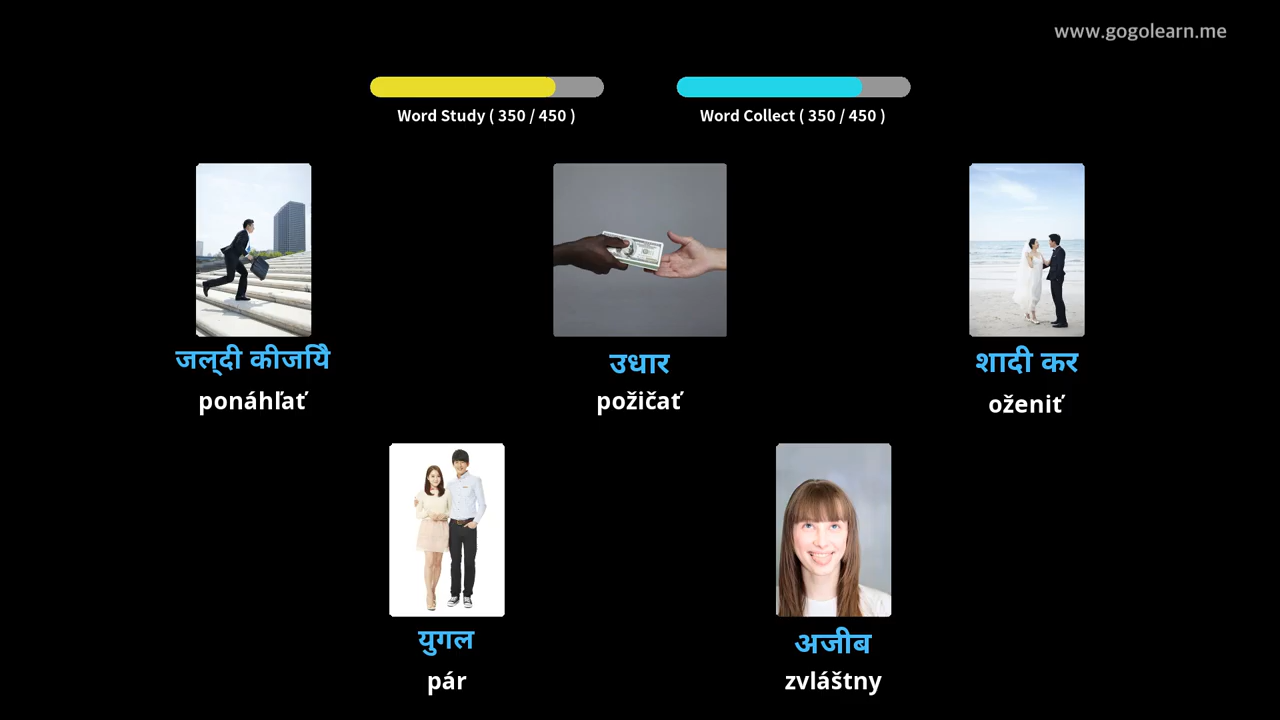 www.gogolearn.me
Word Study ( 350 / 450 )
Word Collect ( 350 / 450 )
जल्दी कीजियेि
ponáhľať
उधार
požičať
शादी कर
oženiť
युगल
pár
अजीब
zvláštny